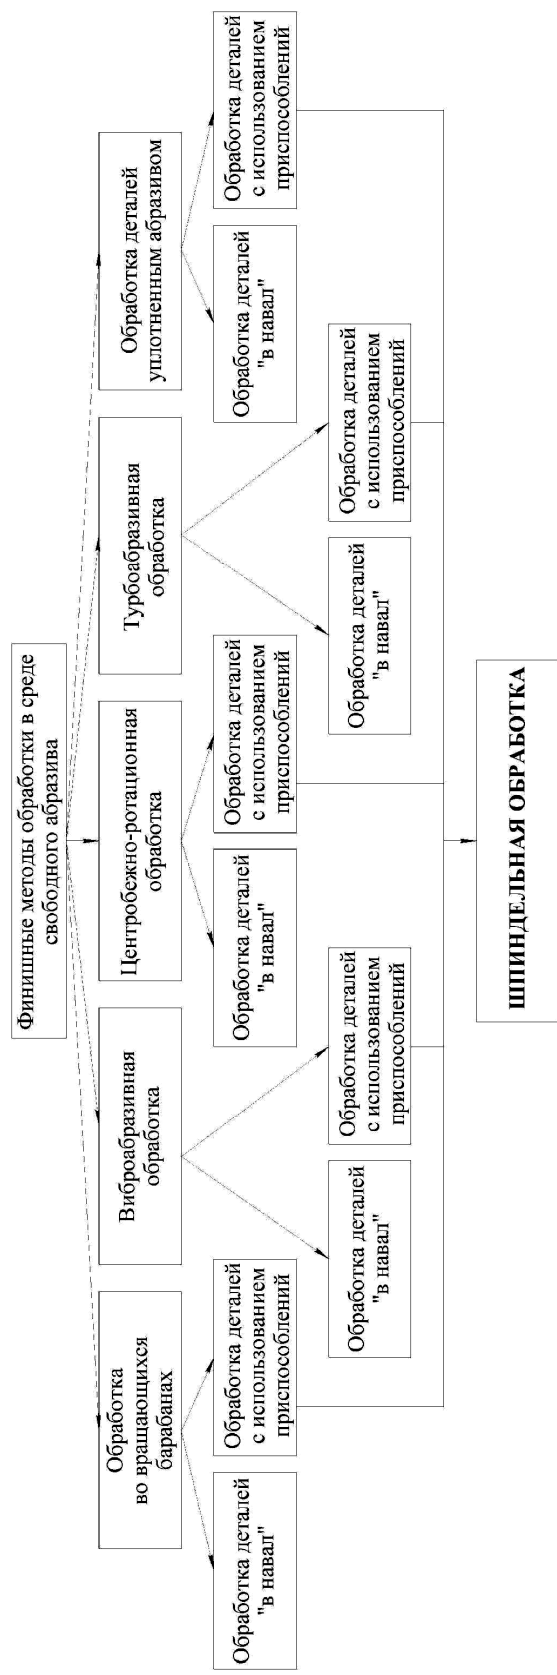 Финишные методы обработки в среде
свободного абразива
Обработка
во вращающихся
барабанах
Виброабразивная
обработка
Центробежно-ротационная
обработка
Турбоабразивная
обработка
Обработка деталей
уплотненным абразивом
Обработка деталей
"в навал"
Обработка деталей
с использованием
приспособлений
Обработка деталей
"в навал"
Обработка деталей
с использованием
приспособлений
Обработка деталей
"в навал"
Обработка деталей
с использованием
приспособлений
Обработка деталей
"в навал"
Обработка деталей
с использованием
приспособлений
Обработка деталей
"в навал"
Обработка деталей
с использованием
приспособлений
ШПИНДЕЛЬНАЯ ОБРАБОТКА